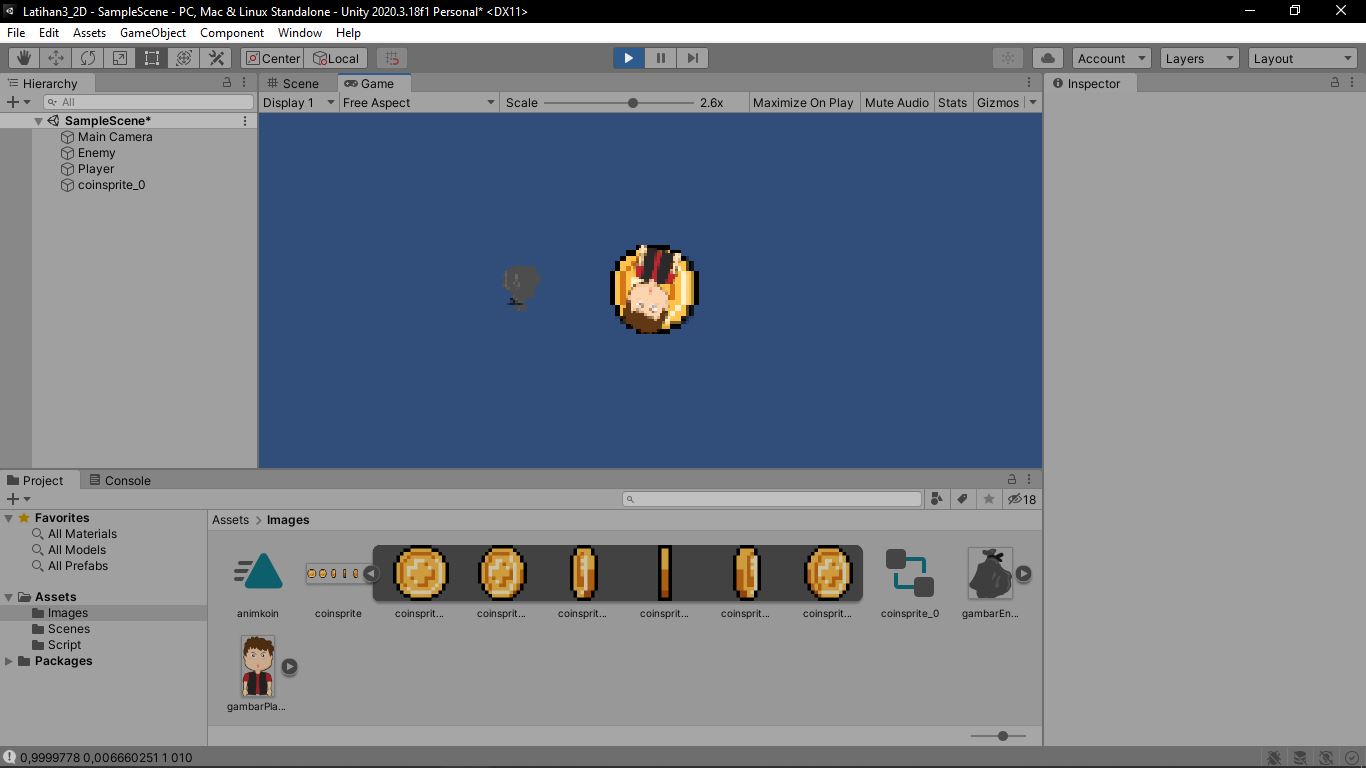 Latihan3_2D - SampleScene - PC, Mac & Linux Standalone - Unity 2020.3.18f1 Personal* <DX11>
File Edit Assets GameObject Component Window Help
Center Local Account Layers Layout
Hierarchy Scene Game Inspector
All Display 1 Free Aspect Scale 2.6x Maximize On Play Mute Audio Stats Gizmos
SampleScene*
Main Camera
Enemy
Player
coinsprite_0
Project Console
18
Favorites
All Materials
All Models
All Prefabs
Assets
Images
Scenes
Script
Packages
Assets > Images
animkoin coinsprite coinsprit... coinsprit... coinsprit... coinsprit... coinsprit... coinsprit... coinsprite_0 gambarEn...
gambarPla...
0,9999778 0,006660251 1 010